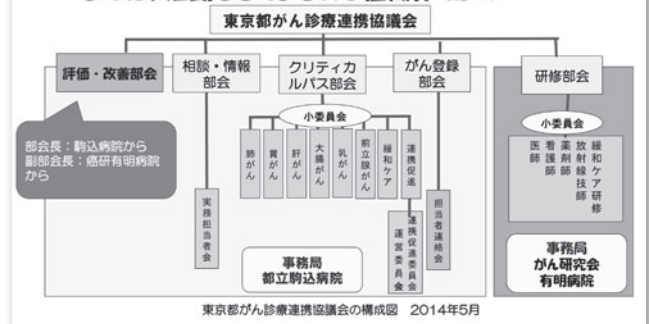 東京都がん診療連携協議会
評価・改善部会
相談・情報
部会
クリティカ
ルパス部会
がん登録
部会
研修部会
小委員会
肺がん
胃がん
肝がん
大腸がん
乳がん
前立腺がん
緩和ケア
連携促進
小委員会
医師
看護師
薬剤師
放射線技師
緩和ケア研修
部会長：駒込病院から
副部会長：癌研有明病院
から
実務担当者会
運営委員会
連携促進委員会
担当者連絡会
事務局
都立駒込病院
事務局
がん研究会
有明病院
東京都がん診療連携協議会の構成図　2014年5月